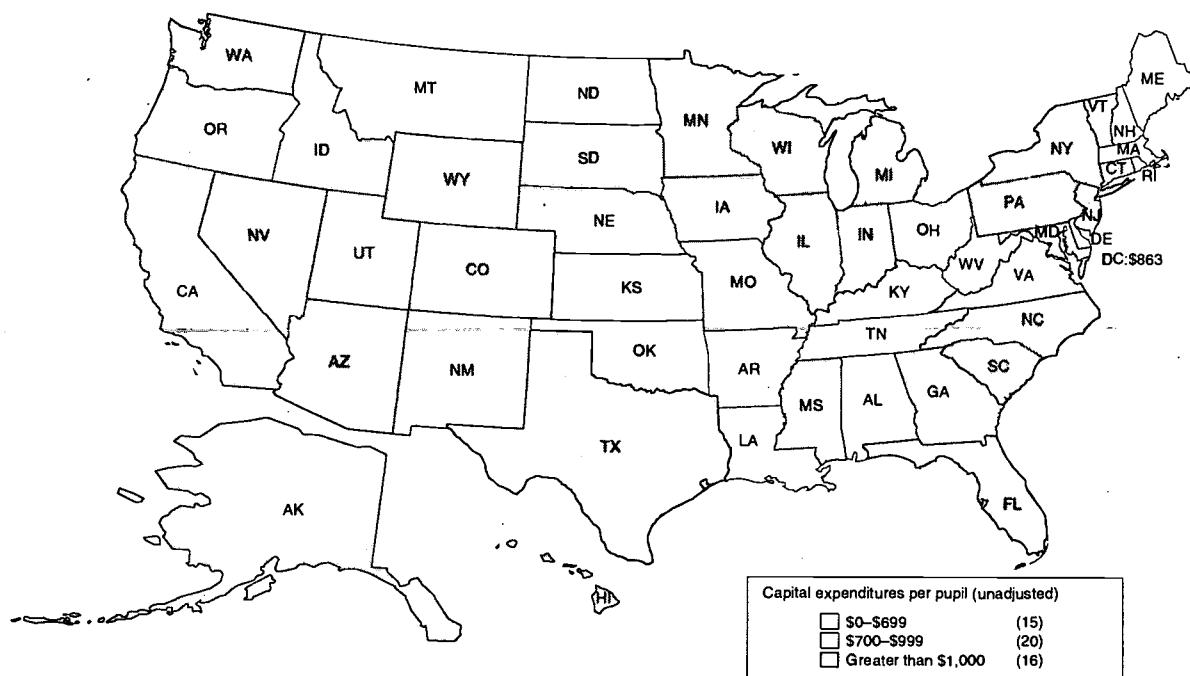 WA
MT
ND
MN
ME
VT
NH
OR
ID
SD
WI
MI
NY
MA
CT
RI
WY
NE
IA
PA
NJ
NV
UT
CO
IL
IN
OH
MD
DE
DC:$863
CA
KS
MO
WV
VA
KY
NC
TN
AZ
NM
OK
AR
SC
MS
AL
GA
LA
TX
FL
AK
HI
Capital expenditures per pupil (unadjusted)
$0–$699 (15)
$700–$999 (20)
Greater than $1,000 (16)